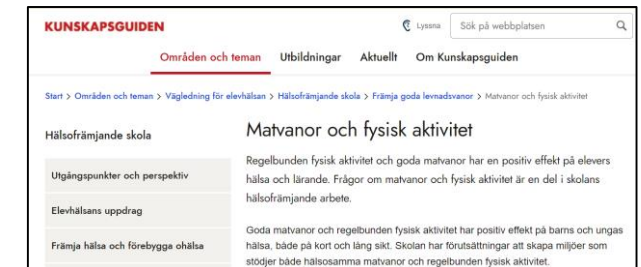 KUNSKAPSGUIDEN
Lyssna
Sök på webbplatsen
Områden och teman Utbildningar Aktuellt Om Kunskapsguiden
Start > Områden och teman > Vägledning för elevhälsan > Hälsofrämjande skola > Främja goda levnadsvanor > Matvanor och fysisk aktivitet
Hälsofrämjande skola
Utgångspunkter och perspektiv
Elevhälsans uppdrag
Främja hälsa och förebygga ohälsa
Matvanor och fysisk aktivitet
Regelbunden fysisk aktivitet och goda matvanor har en positiv effekt på elevers
hälsa och lärande. Frågor om matvanor och fysisk aktivitet är en del i skolans
hälsofrämjande arbete.
Goda matvanor och regelbunden fysisk aktivitet har positiv effekt på barns och ungas
hälsa, både på kort och lång sikt. Skolan har förutsättningar att skapa miljöer som
stödjer både hälsosamma matvanor och regelbunden fysisk aktivitet.